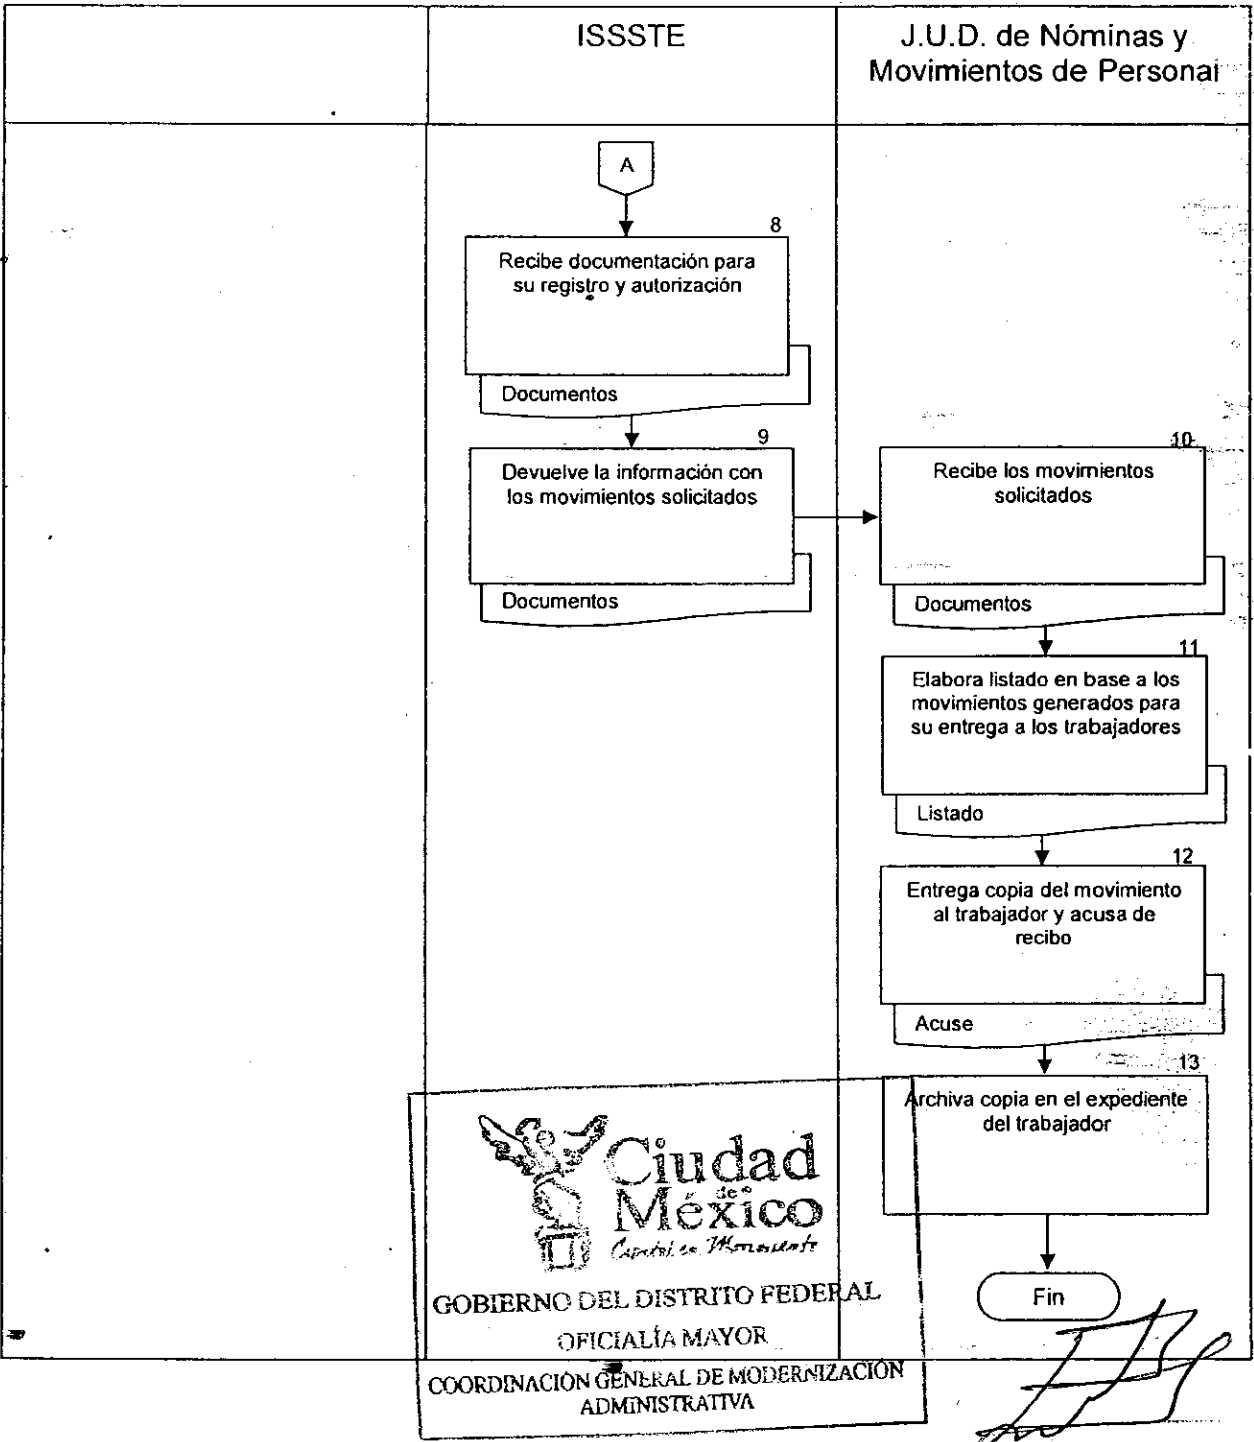 ISSSTE
J.U.D. de Nóminas y
Movimientos de Personal
A
8
Recibe documentación para
su registro y autorización
Documentos
9
Devuelve la información con
los movimientos solicitados
Documentos
10
Recibe los movimientos
solicitados
Documentos
11
Elabora listado en base a los
movimientos generados para
su entrega a los trabajadores
Listado
12
Entrega copia del movimiento
al trabajador y acusa de
recibo
Acuse
13
Archiva copia en el expediente
del trabajador
Fin
Ciudad
de
México
Capital en Movimiento
GOBIERNO DEL DISTRITO FEDERAL
OFICIALÍA MAYOR
COORDINACIÓN GENERAL DE MODERNIZACIÓN
ADMINISTRATIVA